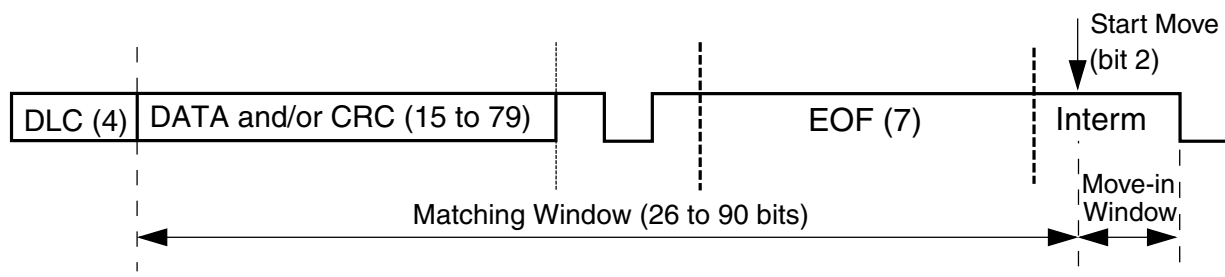 Start Move
(bit 2)
DLC (4)
DATA and/or CRC (15 to 79)
EOF (7)
Interm
Matching Window (26 to 90 bits)
Move-in
Window